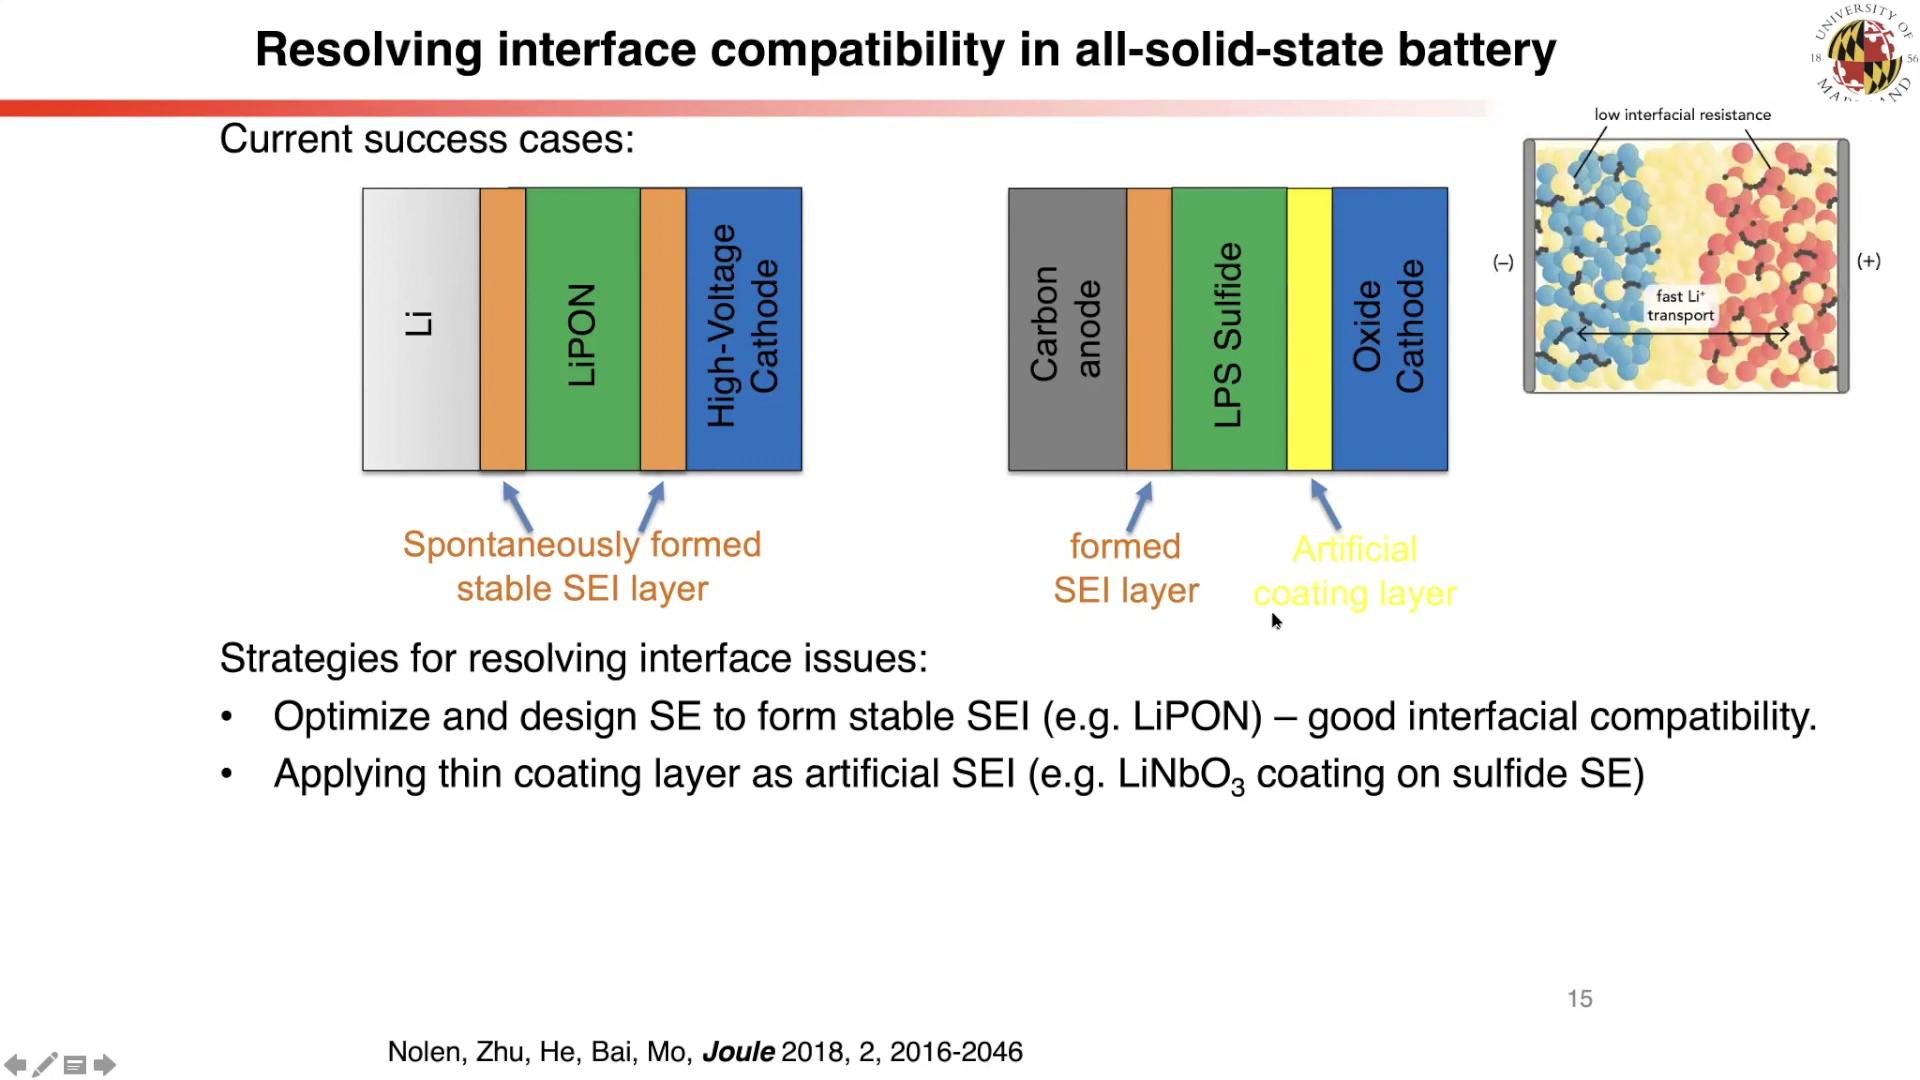 Resolving interface compatibility in all-solid-state battery
UNIVERSITY OF
18 56
MARYLAND
Current success cases:
low interfacial resistance
Li
LiPON
High-Voltage
Cathode
Carbon
anode
LPS Sulfide
Oxide
Cathode
(–)
(+)
fast Li⁺
transport
Spontaneously formed
stable SEI layer
formed
SEI layer
Artificial
coating layer
Strategies for resolving interface issues:
• Optimize and design SE to form stable SEI (e.g. LiPON) – good interfacial compatibility.
• Applying thin coating layer as artificial SEI (e.g. LiNbO₃ coating on sulfide SE)
15
Nolen, Zhu, He, Bai, Mo, Joule 2018, 2, 2016-2046